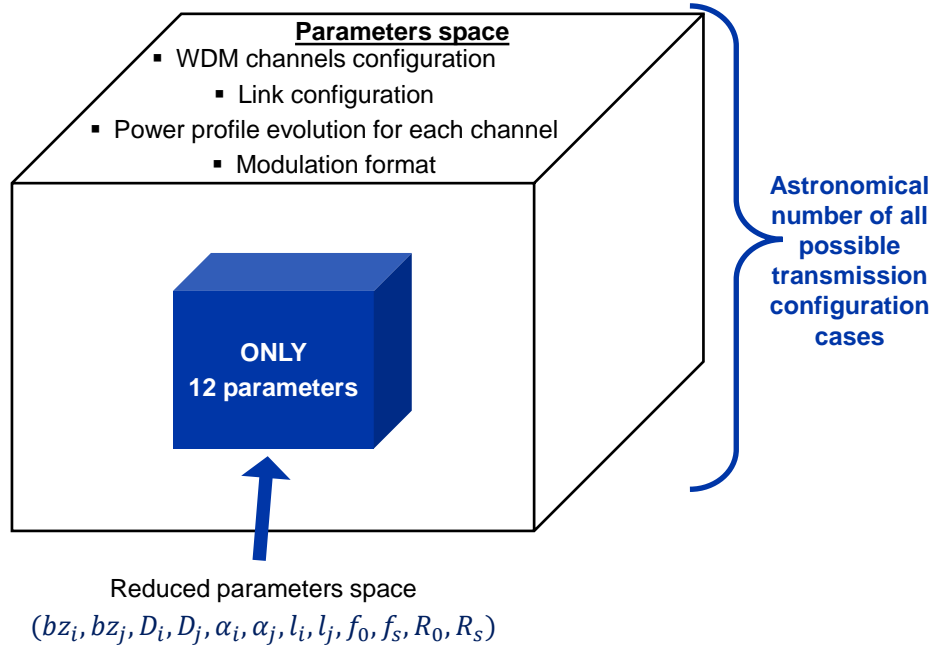 Parameters space
▪ WDM channels configuration
▪ Link configuration
▪ Power profile evolution for each channel
▪ Modulation format
Astronomical
number of all
possible
transmission
configuration
cases
ONLY
12 parameters
Reduced parameters space
(bz_i, bz_j, D_i, D_j, α_i, α_j, l_i, l_j, f_0, f_s, R_0, R_s)